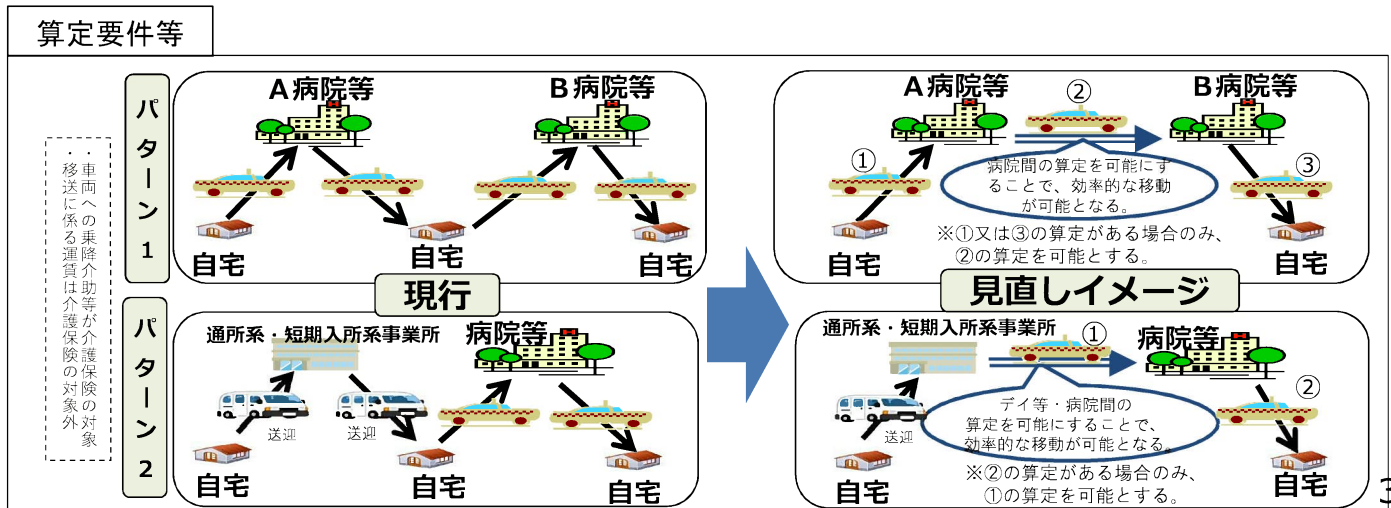 算定要件等
・車両への乗降介助等が介護保険の対象
・移送に係る運賃は介護保険の対象外
パターン1
A病院等
B病院等
自宅
自宅
自宅
現行
パターン2
通所系・短期入所系事業所
病院等
送迎
送迎
自宅
自宅
自宅
A病院等
②
B病院等
①
病院間の算定を可能にす
ることで、効率的な移動
が可能となる。
③
※①又は③の算定がある場合のみ、
②の算定を可能とする。
自宅
自宅
見直しイメージ
通所系・短期入所系事業所
①
病院等
送迎
デイ等・病院間の
算定を可能にすることで、
効率的な移動が可能となる。
②
※②の算定がある場合のみ、
①の算定を可能とする。
自宅
自宅